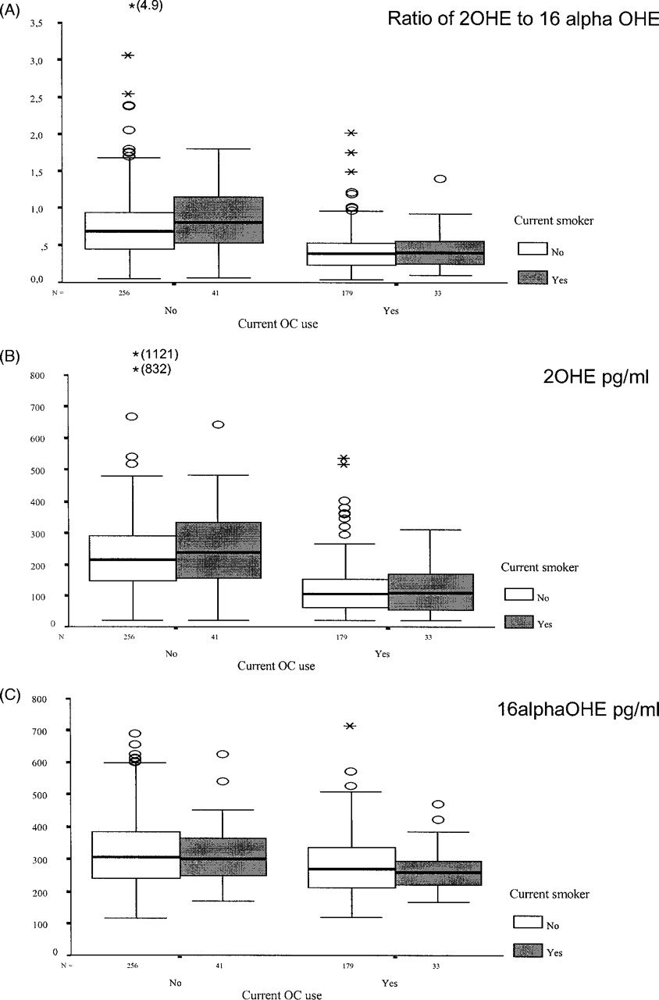 (A)
*(4.9)
Ratio of 2OHE to 16 alpha OHE
3,5
3,0
2,5
2,0
1,5
1,0
,5
0,0
Current smoker
No
Yes
N = 256 41 179 33
No Yes
Current OC use
(B)
*(1121)
*(832)
2OHE pg/ml
800
700
600
500
400
300
200
100
0
Current smoker
No
Yes
N 256 41 179 33
No Yes
Current OC use
(C)
16alphaOHE pg/ml
800
700
600
500
400
300
200
100
0
Current smoker
No
Yes
N = 256 41 179 33
No Yes
Current OC use